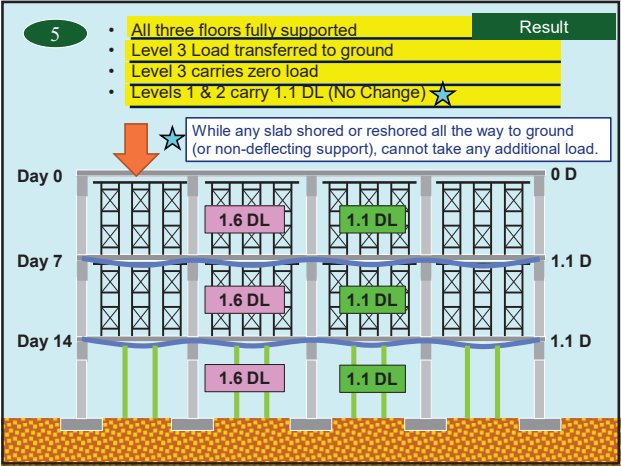 5
Result
• All three floors fully supported
• Level 3 Load transferred to ground
• Level 3 carries zero load
• Levels 1 & 2 carry 1.1 DL (No Change)
While any slab shored or reshored all the way to ground
(or non-deflecting support), cannot take any additional load.
Day 0
0 D
1.6 DL
1.1 DL
Day 7
1.1 D
1.6 DL
1.1 DL
Day 14
1.1 D
1.6 DL
1.1 DL